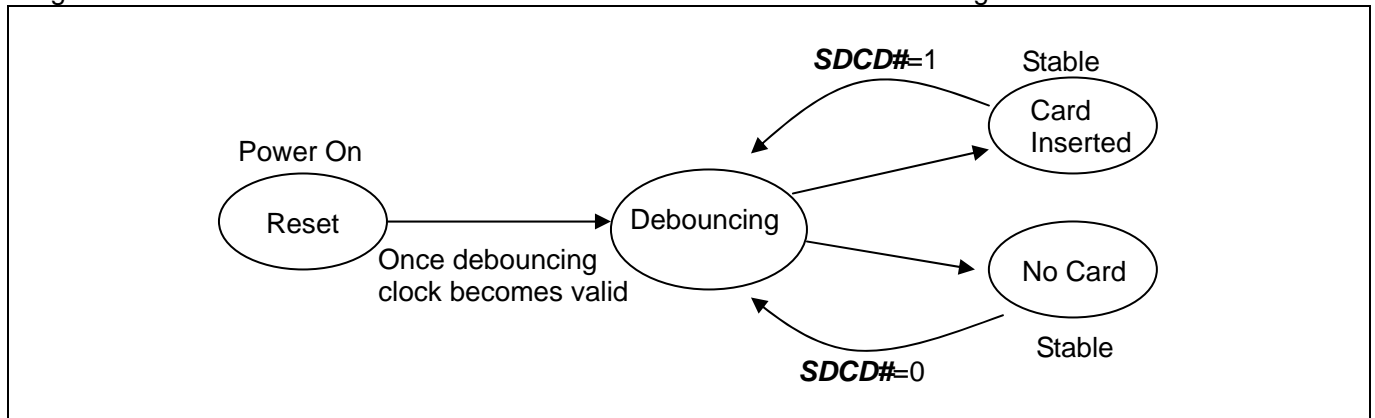 SDCD#=1
Stable
Card
Inserted
Power On
Reset
Debouncing
Once debouncing
clock becomes valid
No Card
Stable
SDCD#=0